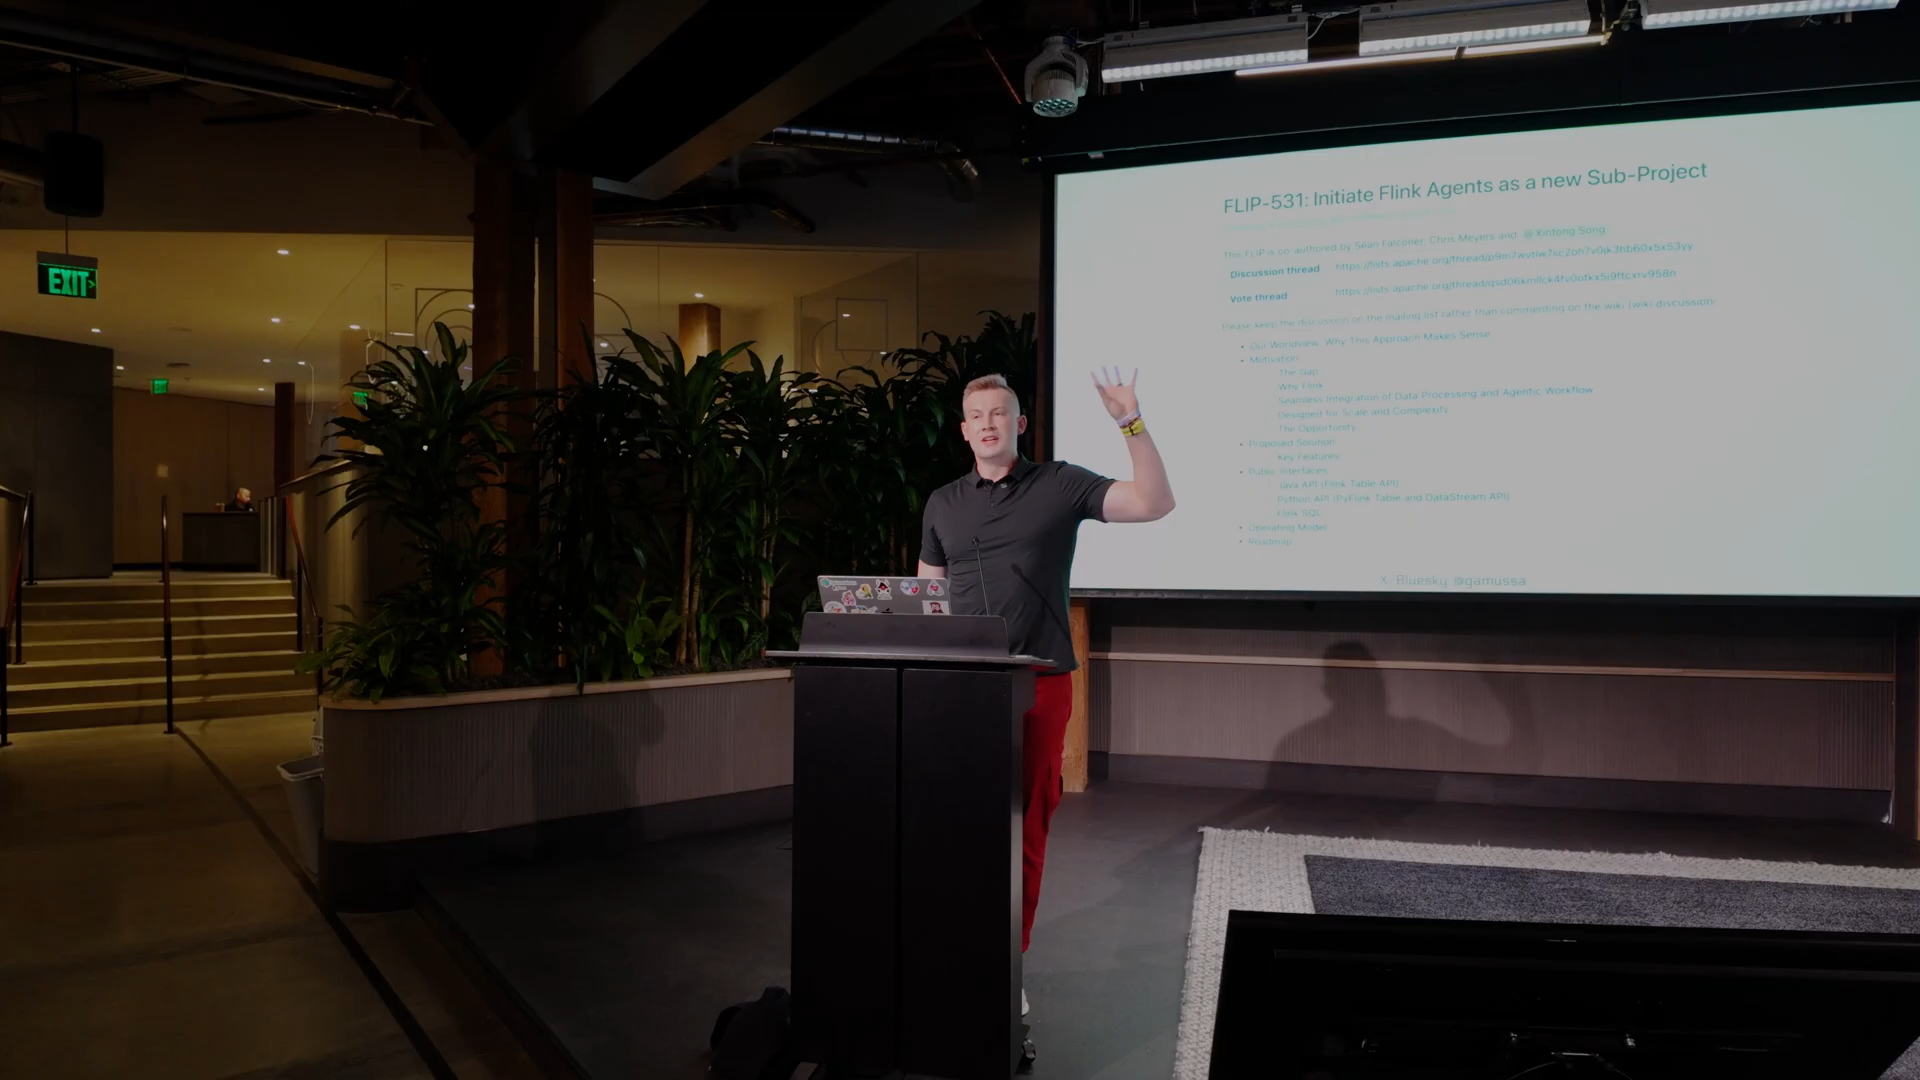 EXIT
FLIP-531: Initiate Flink Agents as a new Sub-Project
This FLIP is co-authored by Sean Falconer, Chris Meyers and @ Xintong Song
Discussion thread
Vote thread
Please keep the discussion on the mailing list rather than commenting on the wiki (wiki discussion
• Our Worldview: Why This Approach Makes Sense
• Motivation
The Gap
Why Flink
Seamless Integration of Data Processing and Agentic Workflow
Designed for Scale and Complexity
The Opportunity
• Proposed Solution
Key Features
• Public Interfaces
Java API (Flink Table API)
Python API (PyFlink Table and DataStream API)
Flink SQL
• Operating Model
• Roadmap
X, Bluesky: @gamussa